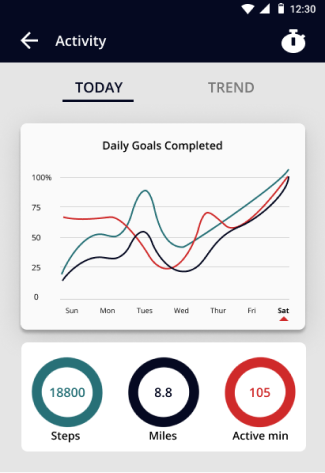 12:30
Activity
TODAY TREND
Daily Goals Completed
100%
75
50
25
0
Sun Mon Tues Wed Thur Fri Sat
18800 8.8 105
Steps Miles Active min